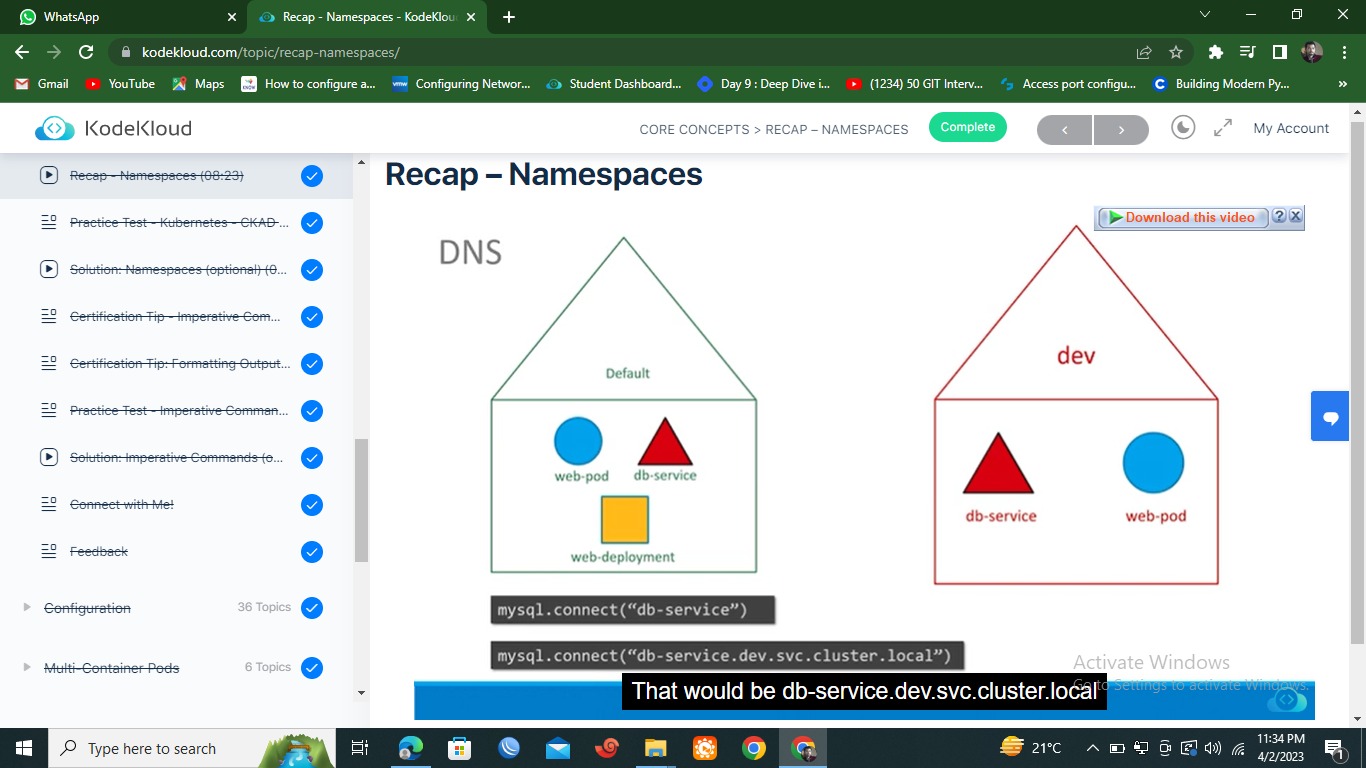 WhatsApp
Recap - Namespaces - KodeKlou
kodekloud.com/topic/recap-namespaces/
Gmail
YouTube
Maps
How to configure a...
Configuring Networ...
Student Dashboard...
Day 9 : Deep Dive i...
(1234) 50 GIT Interv...
Access port configu...
Building Modern Py...
»
KodeKloud
CORE CONCEPTS > RECAP – NAMESPACES
Complete
My Account
Recap - Namespaces (08:23)
Practice Test - Kubernetes - CKAD ...
Solution: Namespaces (optional) (0...
Certification Tip - Imperative Com...
Certification Tip: Formatting Output...
Practice Test - Imperative Comman...
Solution: Imperative Commands (o...
Connect with Me!
Feedback
Configuration 36 Topics
Multi-Container Pods 6 Topics
Recap – Namespaces
Download this video
?
DNS
Default
web-pod
db-service
web-deployment
dev
db-service
web-pod
mysql.connect(“db-service”)
mysql.connect(“db-service.dev.svc.cluster.local”)
That would be db-service.dev.svc.cluster.local
Activate Windows
Go to Settings to activate Windows.
Type here to search
21°C
11:34 PM
4/2/2023
1